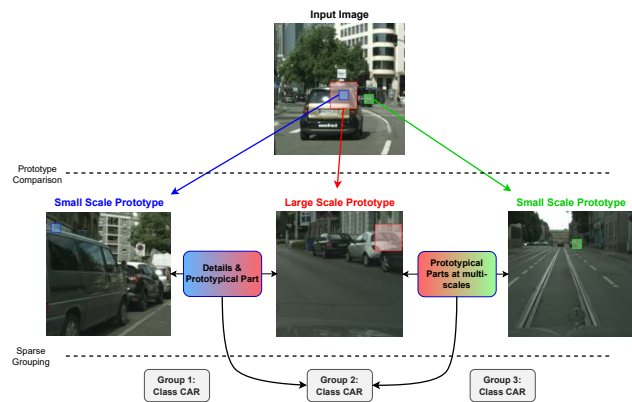 Input Image
Prototype
Comparison
Small Scale Prototype
Large Scale Prototype
Small Scale Prototype
Details &
Prototypical Part
Prototypical
Parts at multi-
scales
Sparse
Grouping
Group 1:
Class CAR
Group 2:
Class CAR
Group 3:
Class CAR